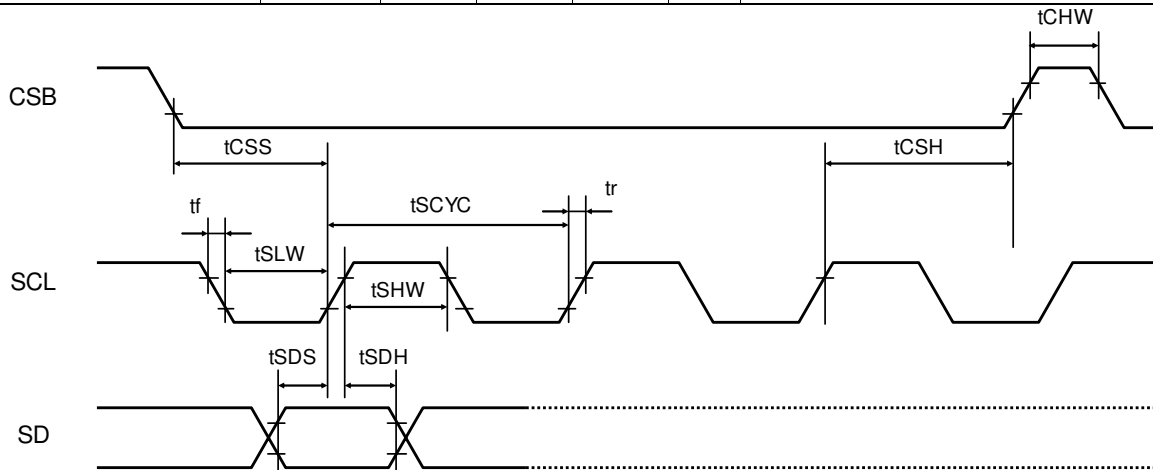 tCHW
CSB
tCSS
tCSH
tr
tf
tSCYC
tSLW
SCL
tSHW
tSDS
tSDH
SD